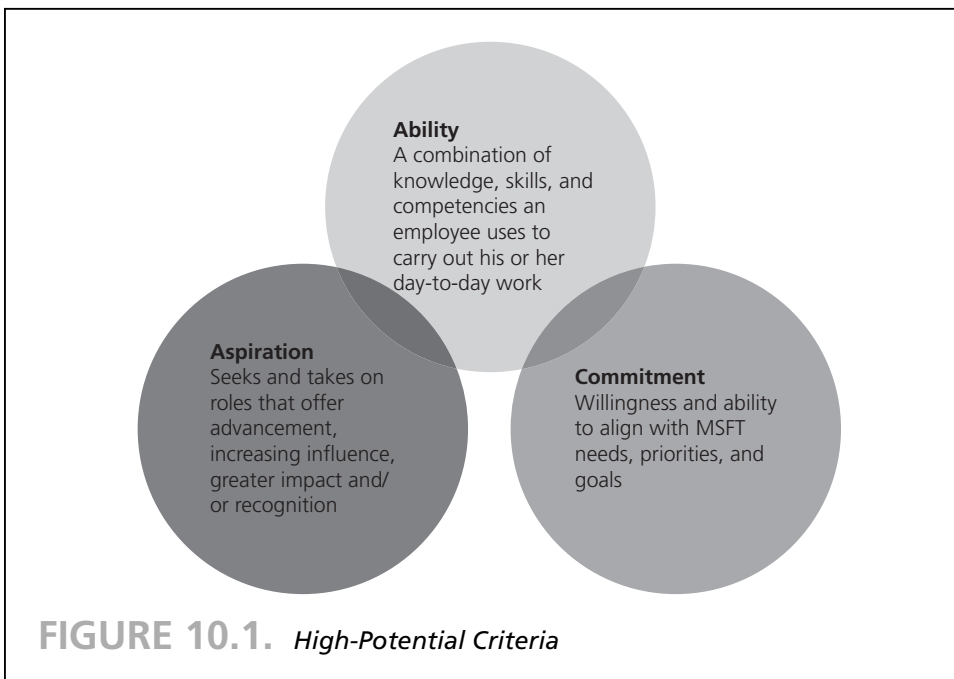 Ability
A combination of
knowledge, skills, and
competencies an
employee uses to
carry out his or her
day-to-day work
Aspiration
Seeks and takes on
roles that offer
advancement,
increasing influence,
greater impact and/
or recognition
Commitment
Willingness and ability
to align with MSFT
needs, priorities, and
goals
FIGURE 10.1. High-Potential Criteria